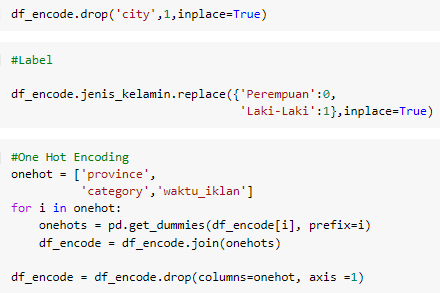 df_encode.drop('city',1,inplace=True)
#Label
df_encode.jenis_kelamin.replace({'Perempuan':0,
'Laki-Laki':1},inplace=True)
#One Hot Encoding
onehot = ['province',
'category','waktu_iklan']
for i in onehot:
onehots = pd.get_dummies(df_encode[i], prefix=i)
df_encode = df_encode.join(onehots)
df_encode = df_encode.drop(columns=onehot, axis =1)